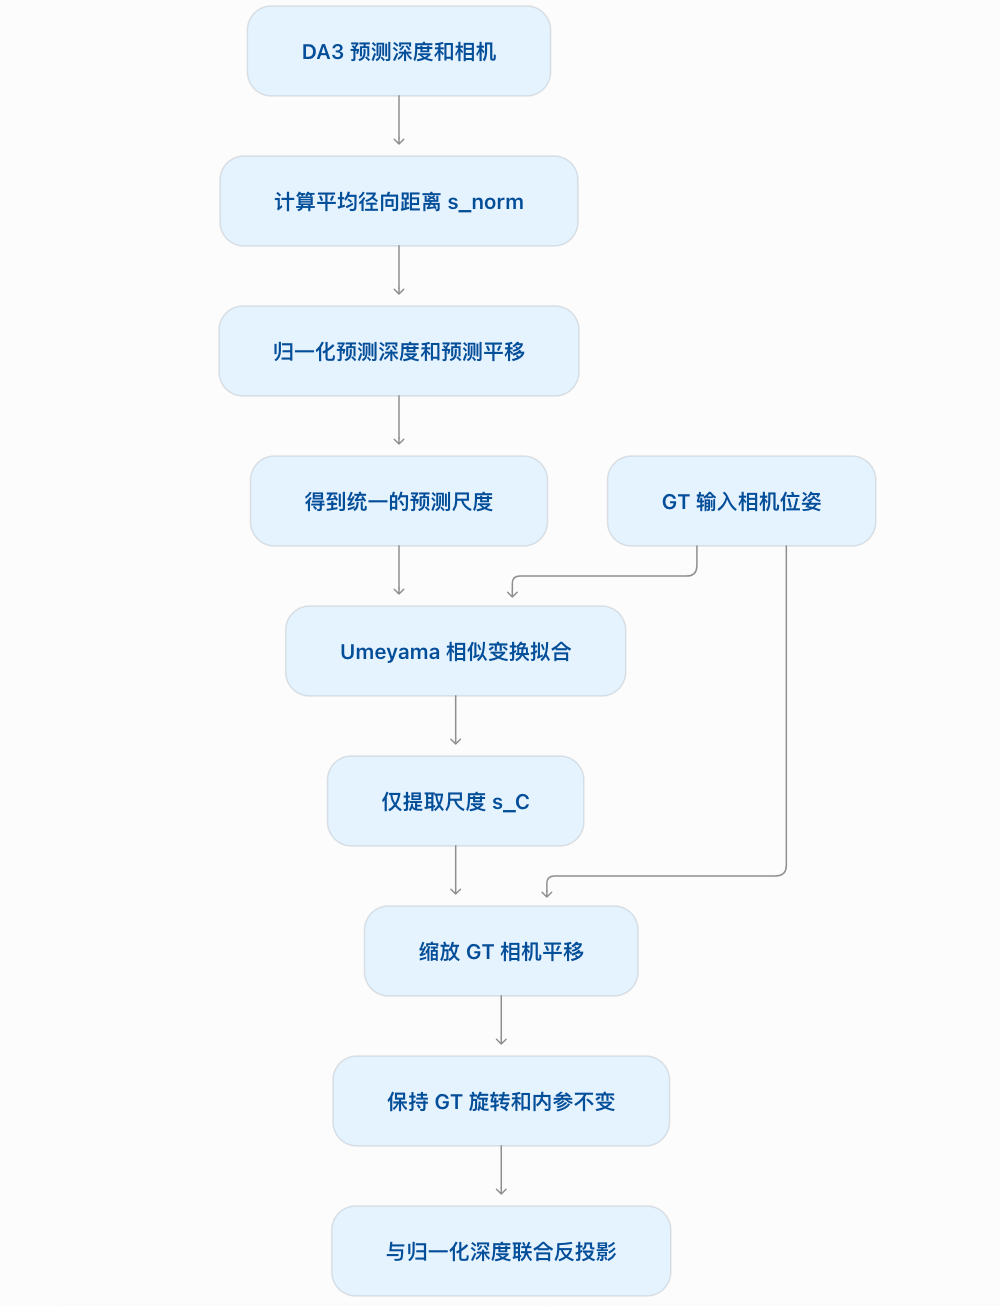 DA3 预测深度和相机
计算平均径向距离 s_norm
归一化预测深度和预测平移
得到统一的预测尺度
GT 输入相机位姿
Umeyama 相似变换拟合
仅提取尺度 s_C
缩放 GT 相机平移
保持 GT 旋转和内参不变
与归一化深度联合反投影